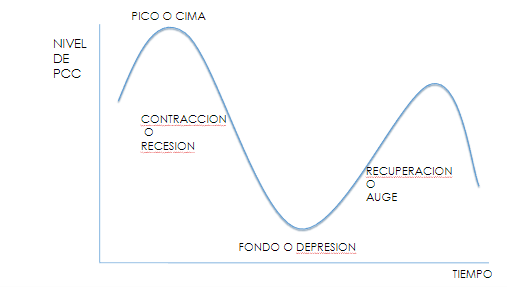 PICO O CIMA
NIVEL
DE
PCC
CONTRACCION
O
RECESION
RECUPERACION
O
AUGE
FONDO O DEPRESION
TIEMPO